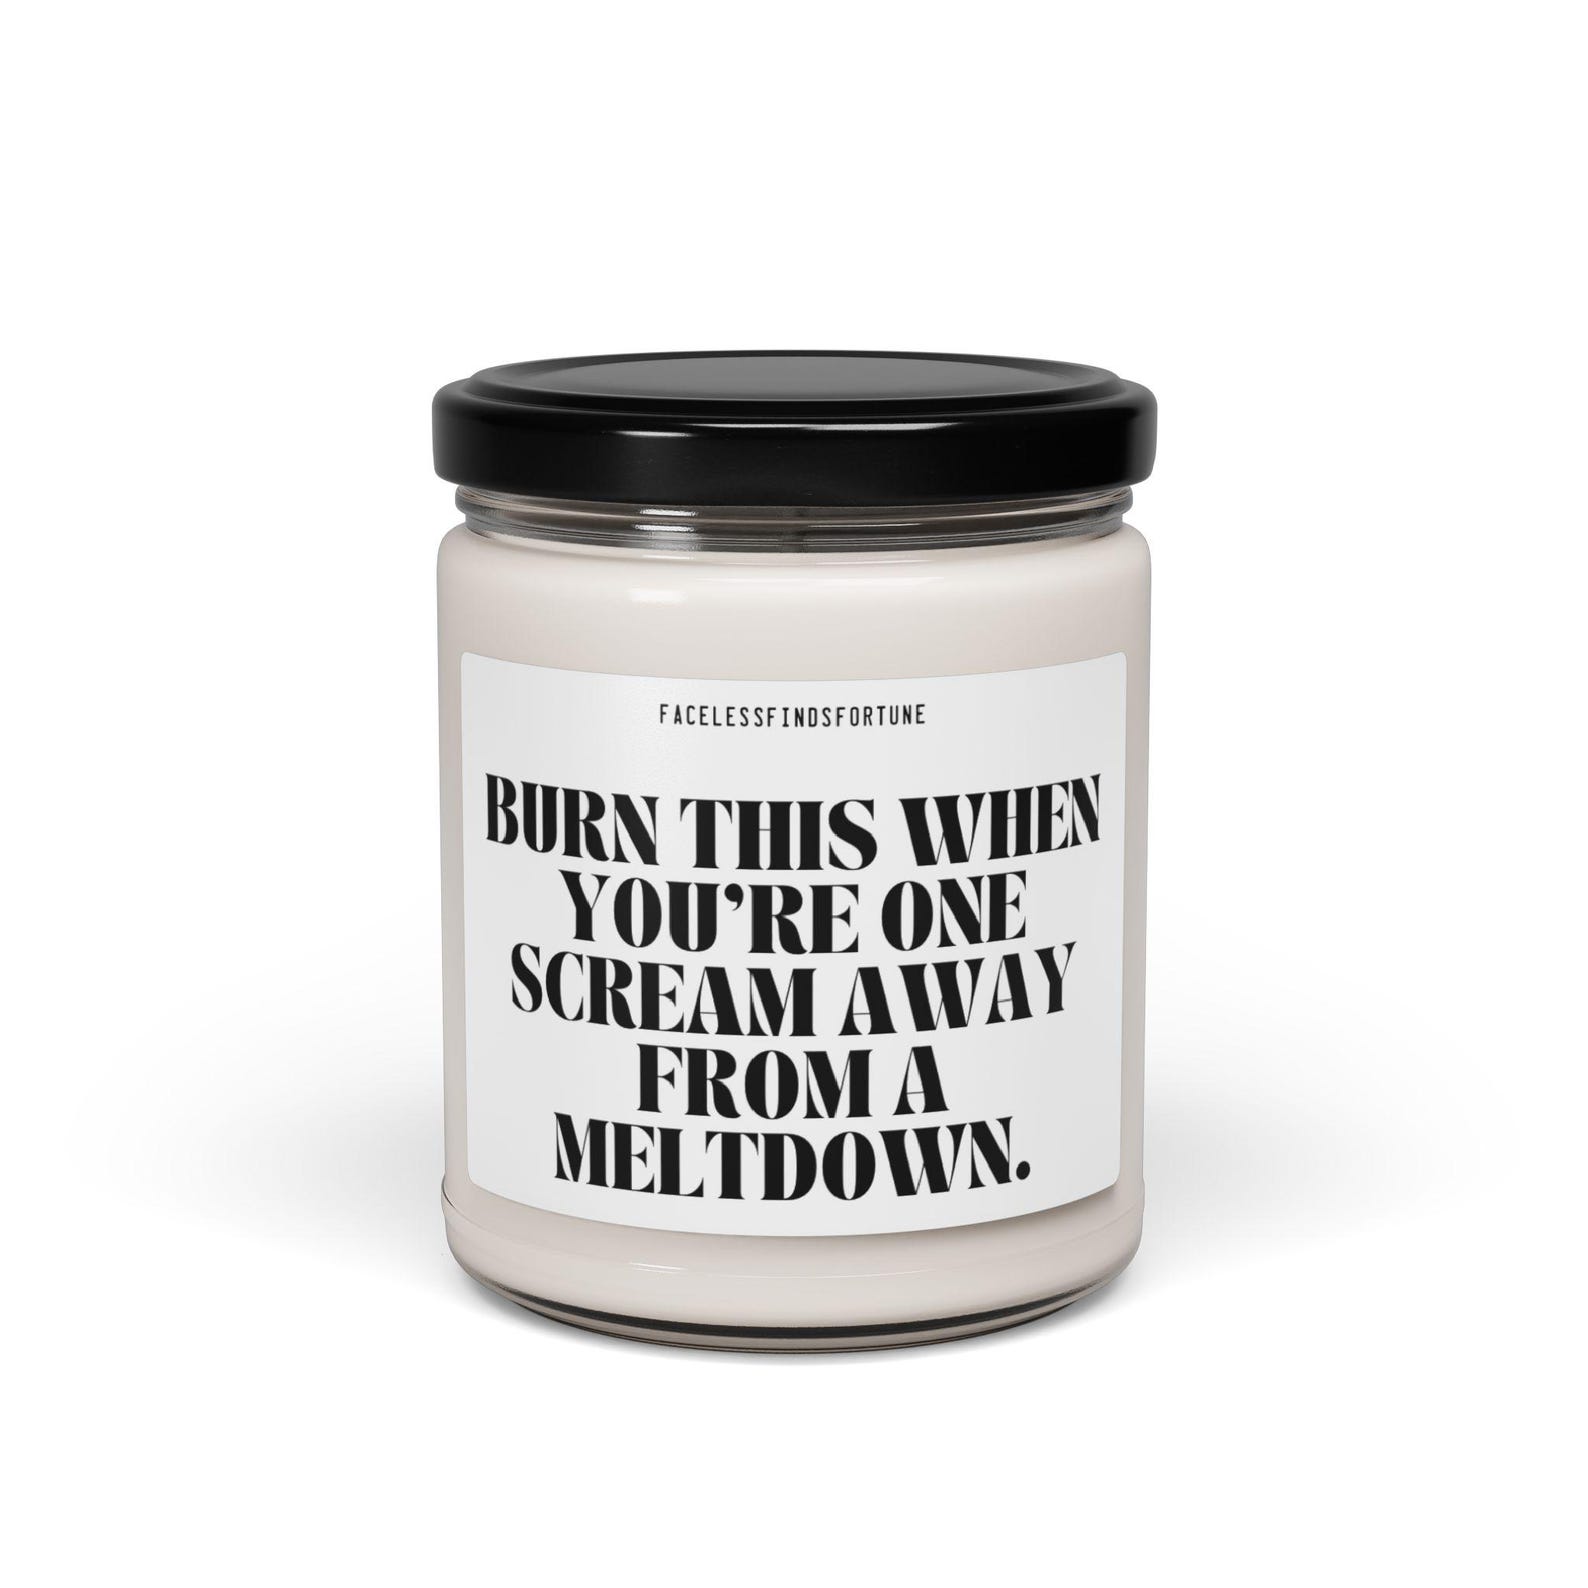 FACELESSFINDSFORTUNE
BURN THIS WHEN
YOU'RE ONE
SCREAM AWAY
FROM A
MELTDOWN.